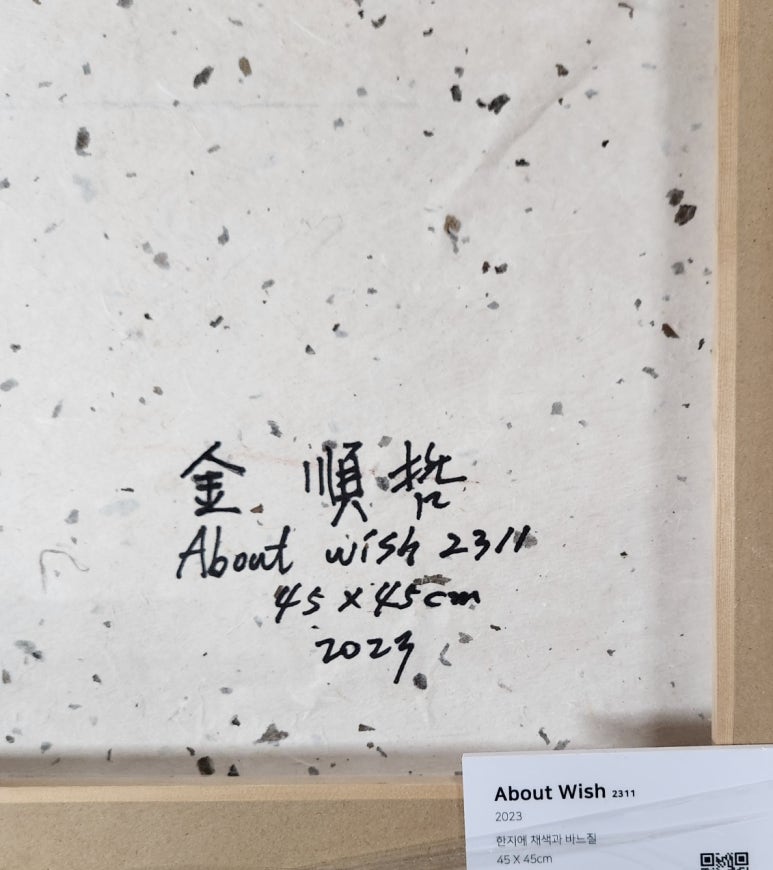 金 順哲
About wish 2311
45 x 45cm
2023
About Wish 2311
2023
한지에 채색과 바느질
45 X 45cm